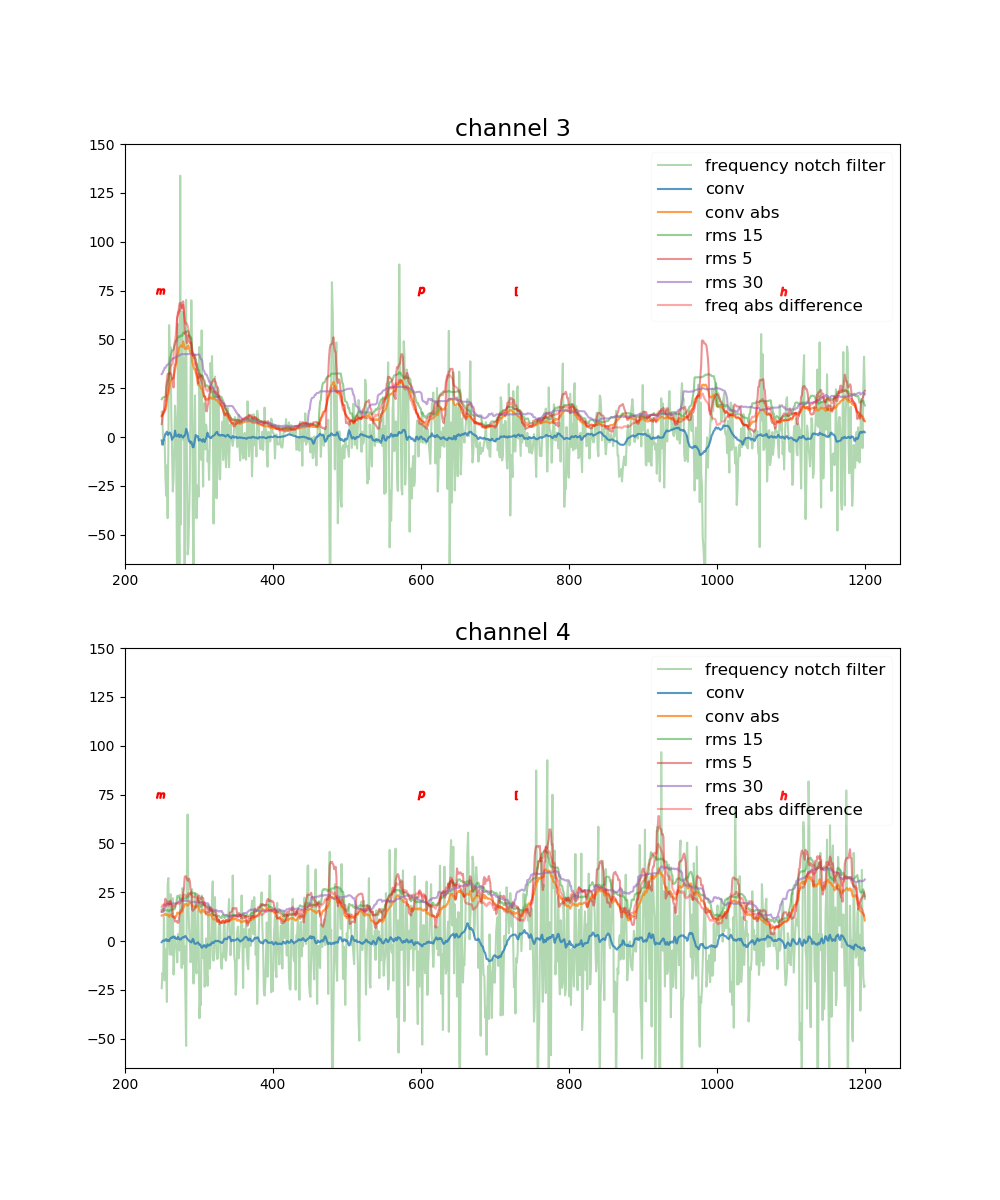 channel 3
150
125
100
75
50
25
0
−25
−50
200 400 600 800 1000 1200
frequency notch filter
conv
conv abs
rms 15
rms 5
rms 30
freq abs difference
m p h
channel 4
150
125
100
75
50
25
0
−25
−50
200 400 600 800 1000 1200
frequency notch filter
conv
conv abs
rms 15
rms 5
rms 30
freq abs difference
m p h